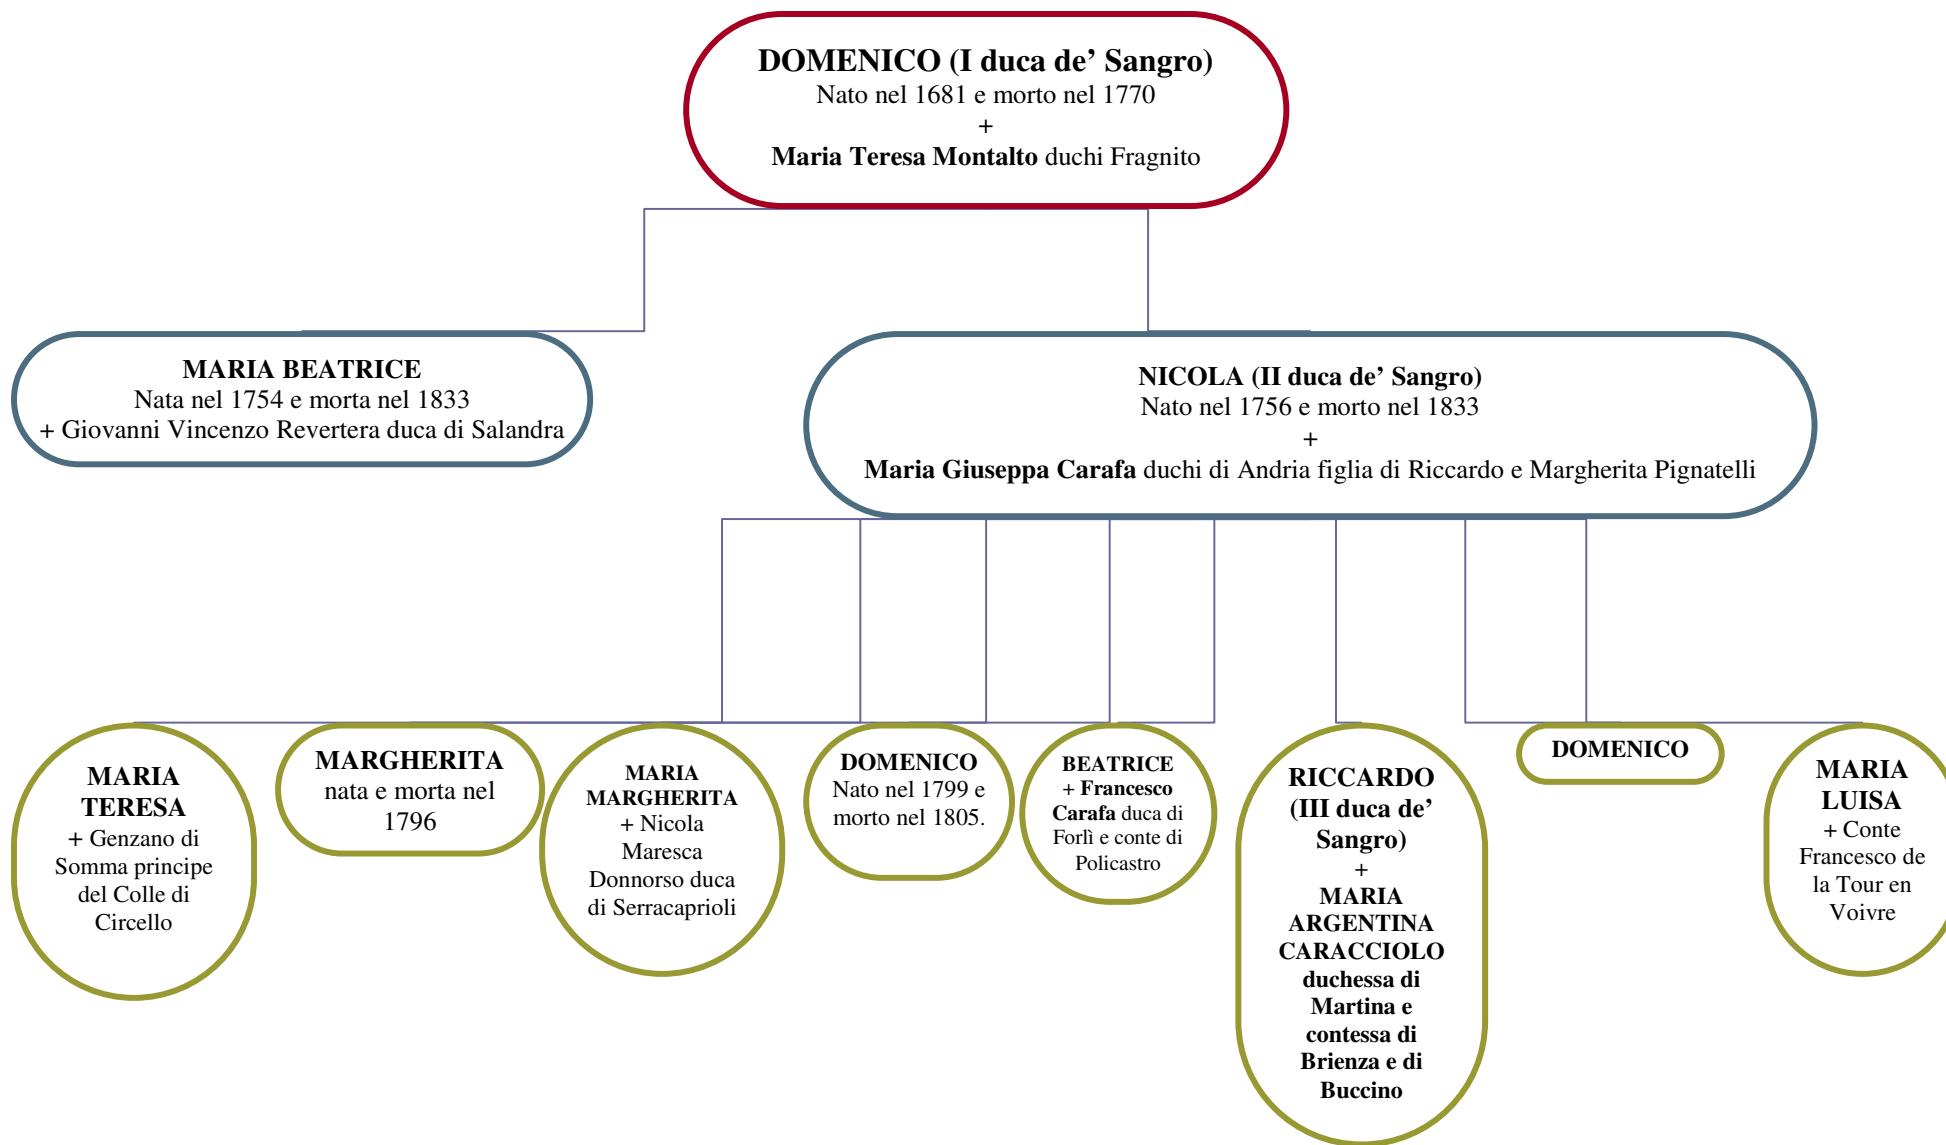 DOMENICO (I duca de’ Sangro)
Nato nel 1681 e morto nel 1770
+
Maria Teresa Montalto duchi Fragnito
MARIA BEATRICE
Nata nel 1754 e morta nel 1833
+ Giovanni Vincenzo Revertera duca di Salandra
NICOLA (II duca de’ Sangro)
Nato nel 1756 e morto nel 1833
+
Maria Giuseppa Carafa duchi di Andria figlia di Riccardo e Margherita Pignatelli
MARIA
TERESA
+ Genzano di
Somma principe
del Colle di
Circello
MARGHERITA
nata e morta nel
1796
MARIA
MARGHERITA
+ Nicola
Maresca
Donnorso duca
di Serracaprioli
DOMENICO
Nato nel 1799 e
morto nel 1805.
BEATRICE
+ Francesco
Carafa duca di
Forlì e conte di
Policastro
RICCARDO
(III duca de’
Sangro)
+
MARIA
ARGENTINA
CARACCIOLO
duchessa di
Martina e
contessa di
Brienza e di
Buccino
DOMENICO
MARIA
LUISA
+ Conte
Francesco de
la Tour en
Voivre